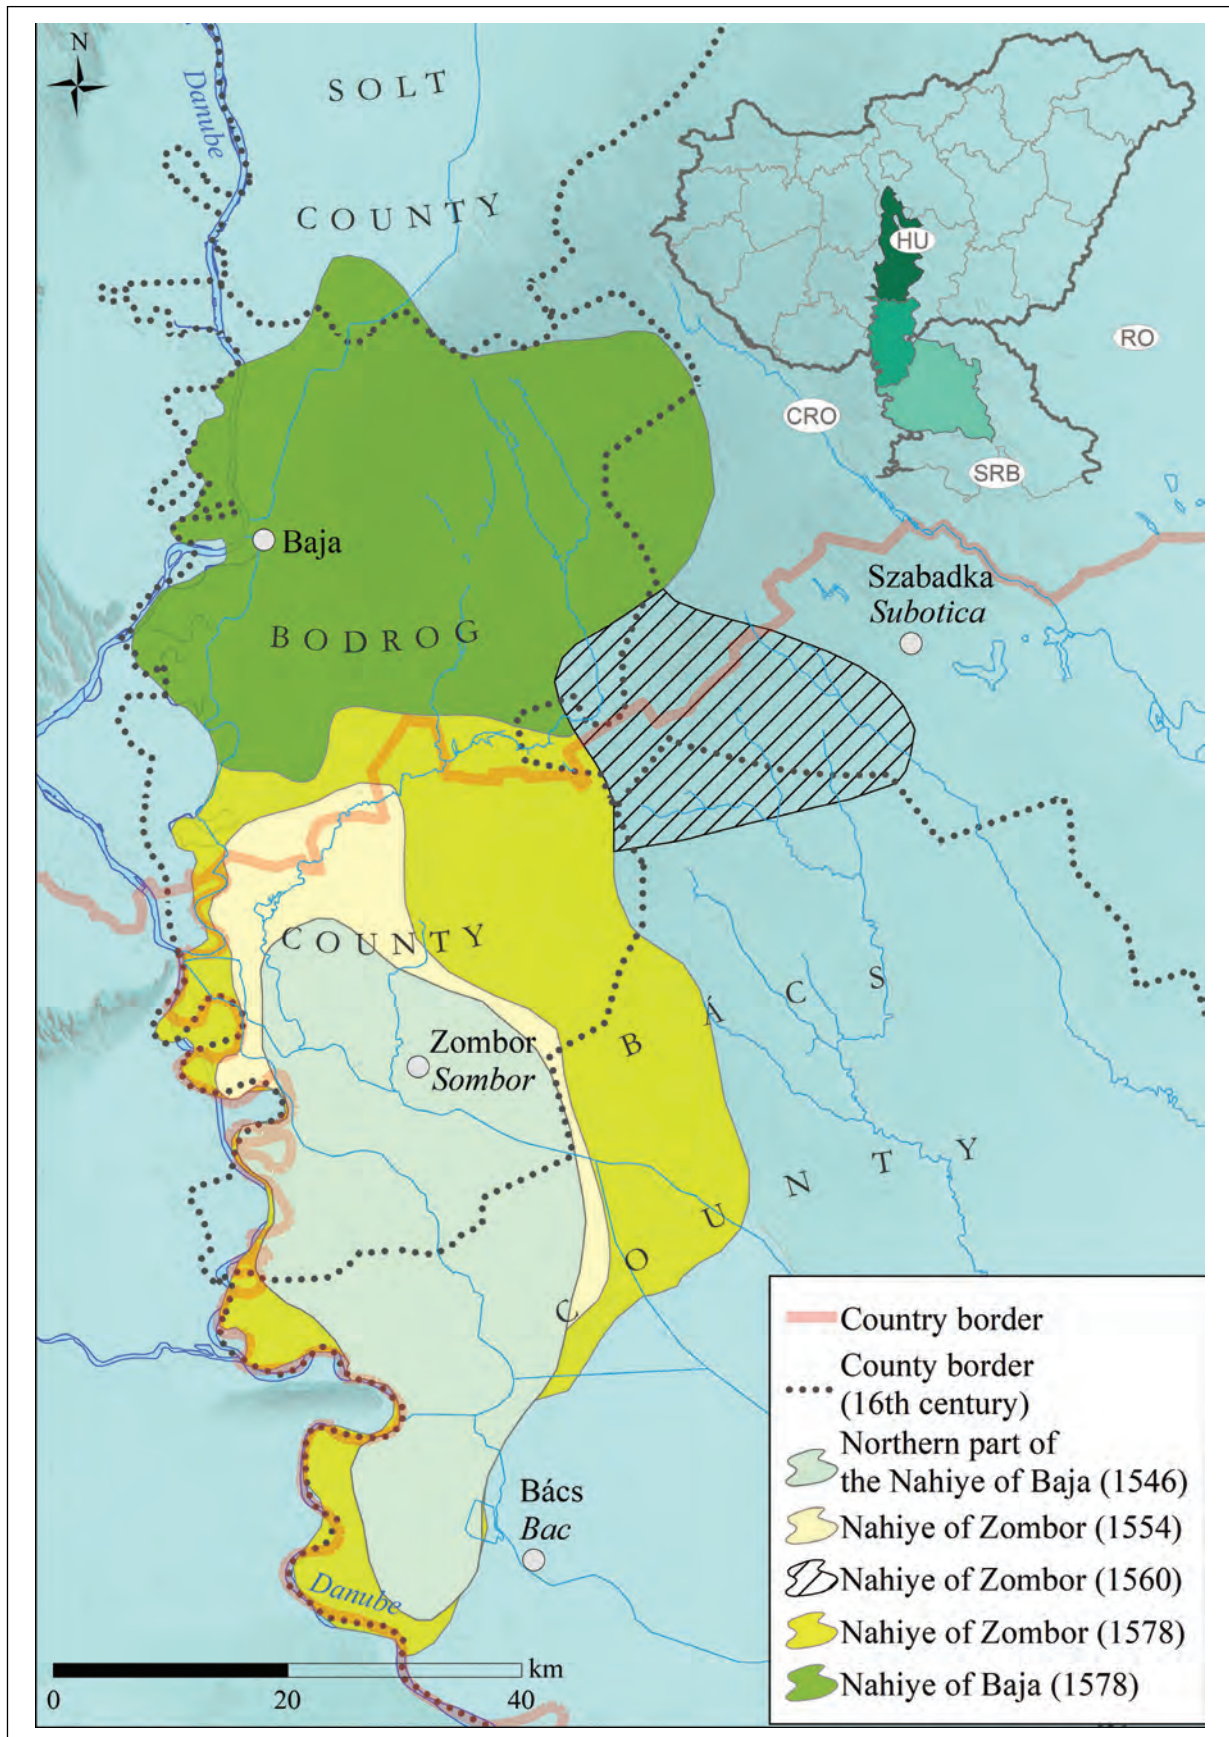 N
Danube
SOLT
COUNTY
HU
RO
CRO
SRB
Baja
Szabadka
Subotica
BODROG
COUNTY
BÁCS
COUNTY
Zombor
Sombor
Bács
Bac
Danube
km
0 20 40
Country border
County border
(16th century)
Northern part of
the Nahiye of Baja (1546)
Nahiye of Zombor (1554)
Nahiye of Zombor (1560)
Nahiye of Zombor (1578)
Nahiye of Baja (1578)